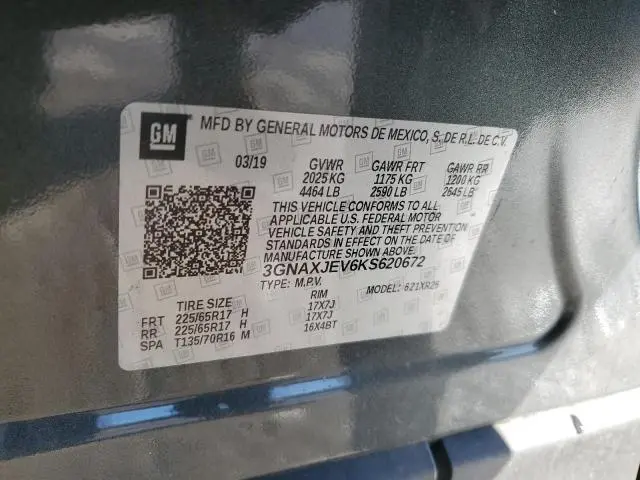 GM MFD BY GENERAL MOTORS DE MEXICO, S. DE R.L. DE C.V.
03/19 GVWR GAWR FRT GAWR RR
2025 KG 1175 KG 1200 KG
4464 LB 2590 LB 2645 LB
THIS VEHICLE CONFORMS TO ALL
APPLICABLE U.S. FEDERAL MOTOR
VEHICLE SAFETY AND THEFT PREVENTION
STANDARDS IN EFFECT ON THE DATE OF
MANUFACTURE SHOWN ABOVE.
3GNAXJEV6KS620672
TYPE: M.P.V. MODEL: 621XR26
TIRE SIZE RIM
FRT 225/65R17 H 17X7J
RR 225/65R17 H 17X7J
SPA T135/70R16 M 16X4BT